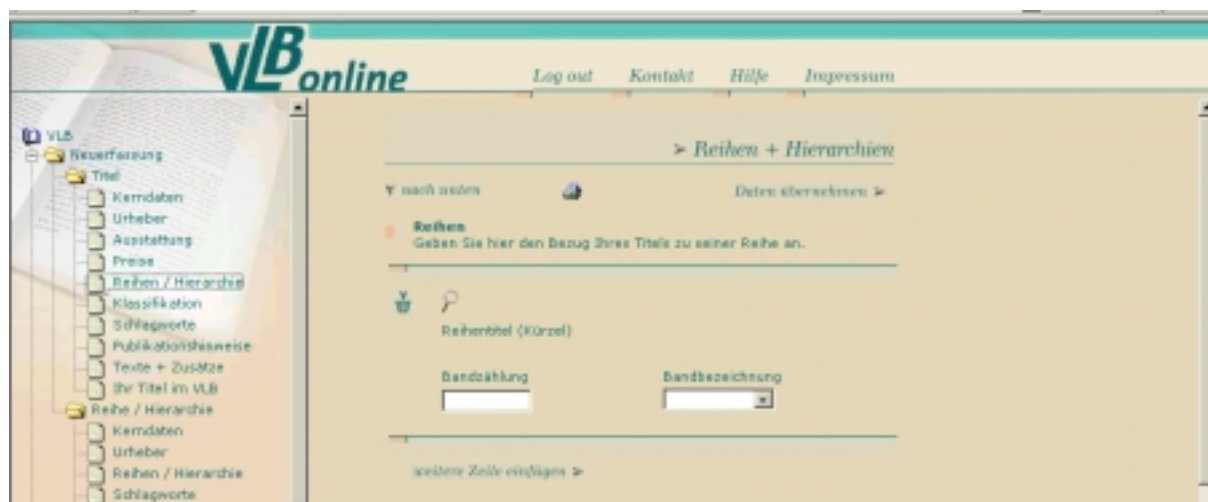 VLB online
Log out Kontakt Hilfe Impressum
VLB
Neuerfassung
Titel
Kerndaten
Urheber
Ausstattung
Preise
Reihen / Hierarchie
Klassifikation
Schlagworte
Publikationshinweise
Texte + Zusätze
Ihr Titel im VLB
Reihe / Hierarchie
Kerndaten
Urheber
Reihen / Hierarchie
Schlagworte
➢ Reihen + Hierarchien
nach unten Daten übernehmen ➢
Reihen
Geben Sie hier den Bezug Ihres Titels zu seiner Reihe an.
Reihentitel (Kürzel)
Bandzählung Bandbezeichnung
weitere Zeile einfügen ➢